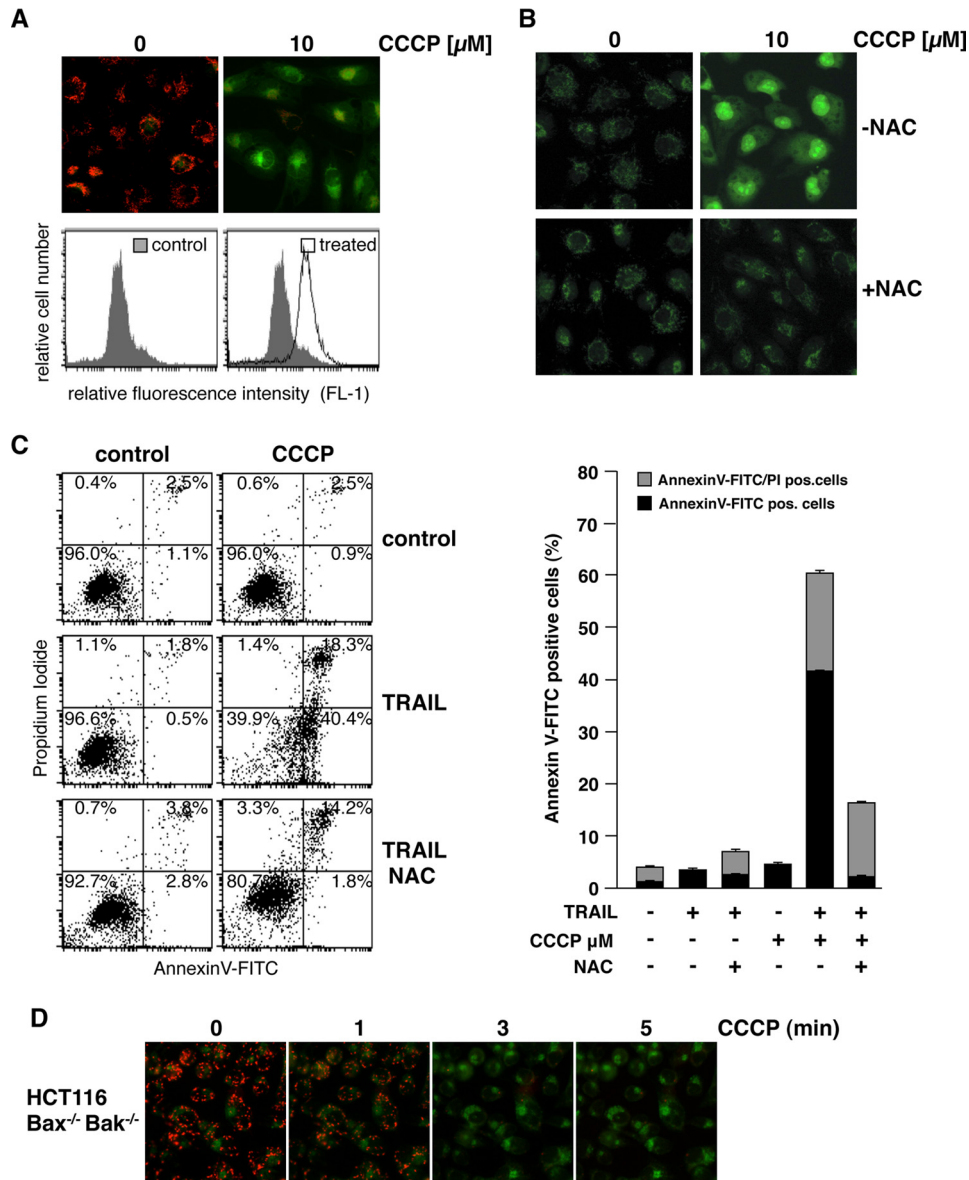 A
0 10 CCCP [µM]
relative cell number
control
treated
relative fluorescence intensity (FL-1)
B
0 10 CCCP [µM]
-NAC
+NAC
C
control CCCP
0.4% 2.5% 0.6% 2.5%
control
96.0% 1.1% 96.0% 0.9%
1.1% 1.8% 1.4% 18.3%
TRAIL
96.6% 0.5% 39.9% 40.4%
0.7% 3.8% 3.3% 14.2%
TRAIL
NAC
92.7% 2.8% 80.7% 1.8%
Propidium Iodide
AnnexinV-FITC
Annexin V-FITC positive cells (%)
80
70
60
50
40
30
20
10
0
AnnexinV-FITC/PI pos.cells
AnnexinV-FITC pos. cells
TRAIL - + + - + +
CCCP µM - - - + + +
NAC - - + - - +
D
0 1 3 5 CCCP (min)
HCT116
Bax-/- Bak-/-